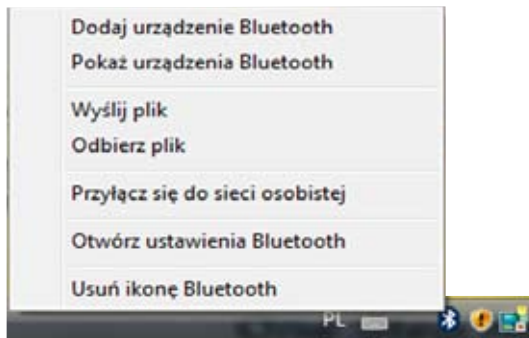 Dodaj urządzenie Bluetooth
Pokaż urządzenia Bluetooth
Wyślij plik
Odbierz plik
Przyłącz się do sieci osobistej
Otwórz ustawienia Bluetooth
Usuń ikonę Bluetooth
PL